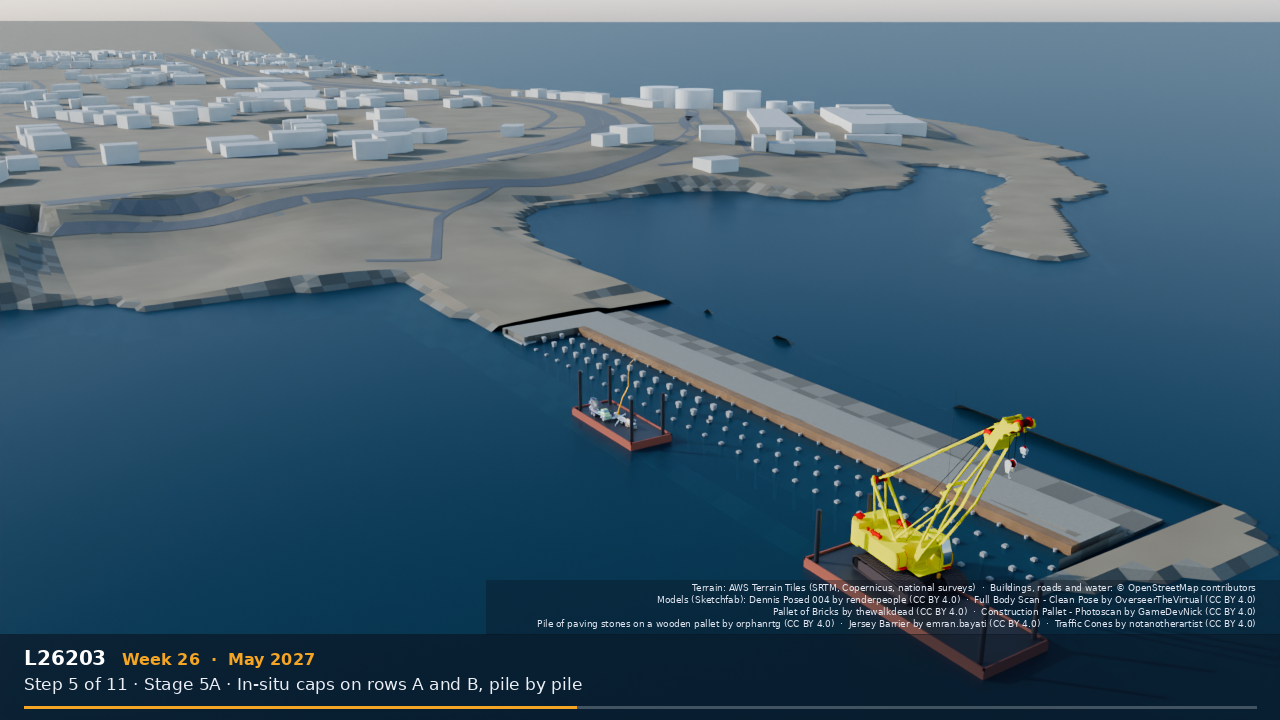 Terrain: AWS Terrain Tiles (SRTM, Copernicus, national surveys)  ·  Buildings, roads and water: © OpenStreetMap contributors
Models (Sketchfab): Dennis Posed 004 by renderpeople (CC BY 4.0)  ·  Full Body Scan - Clean Pose by OverseerTheVirtual (CC BY 4.0)
Pallet of Bricks by thewalkdead (CC BY 4.0)  ·  Construction Pallet - Photoscan by GameDevNick (CC BY 4.0)
Pile of paving stones on a wooden pallet by orphanrtg (CC BY 4.0)  ·  Jersey Barrier by emran.bayati (CC BY 4.0)  ·  Traffic Cones by notanotherartist (CC BY 4.0)
L26203 Week 26 · May 2027
Step 5 of 11 · Stage 5A · In-situ caps on rows A and B, pile by pile